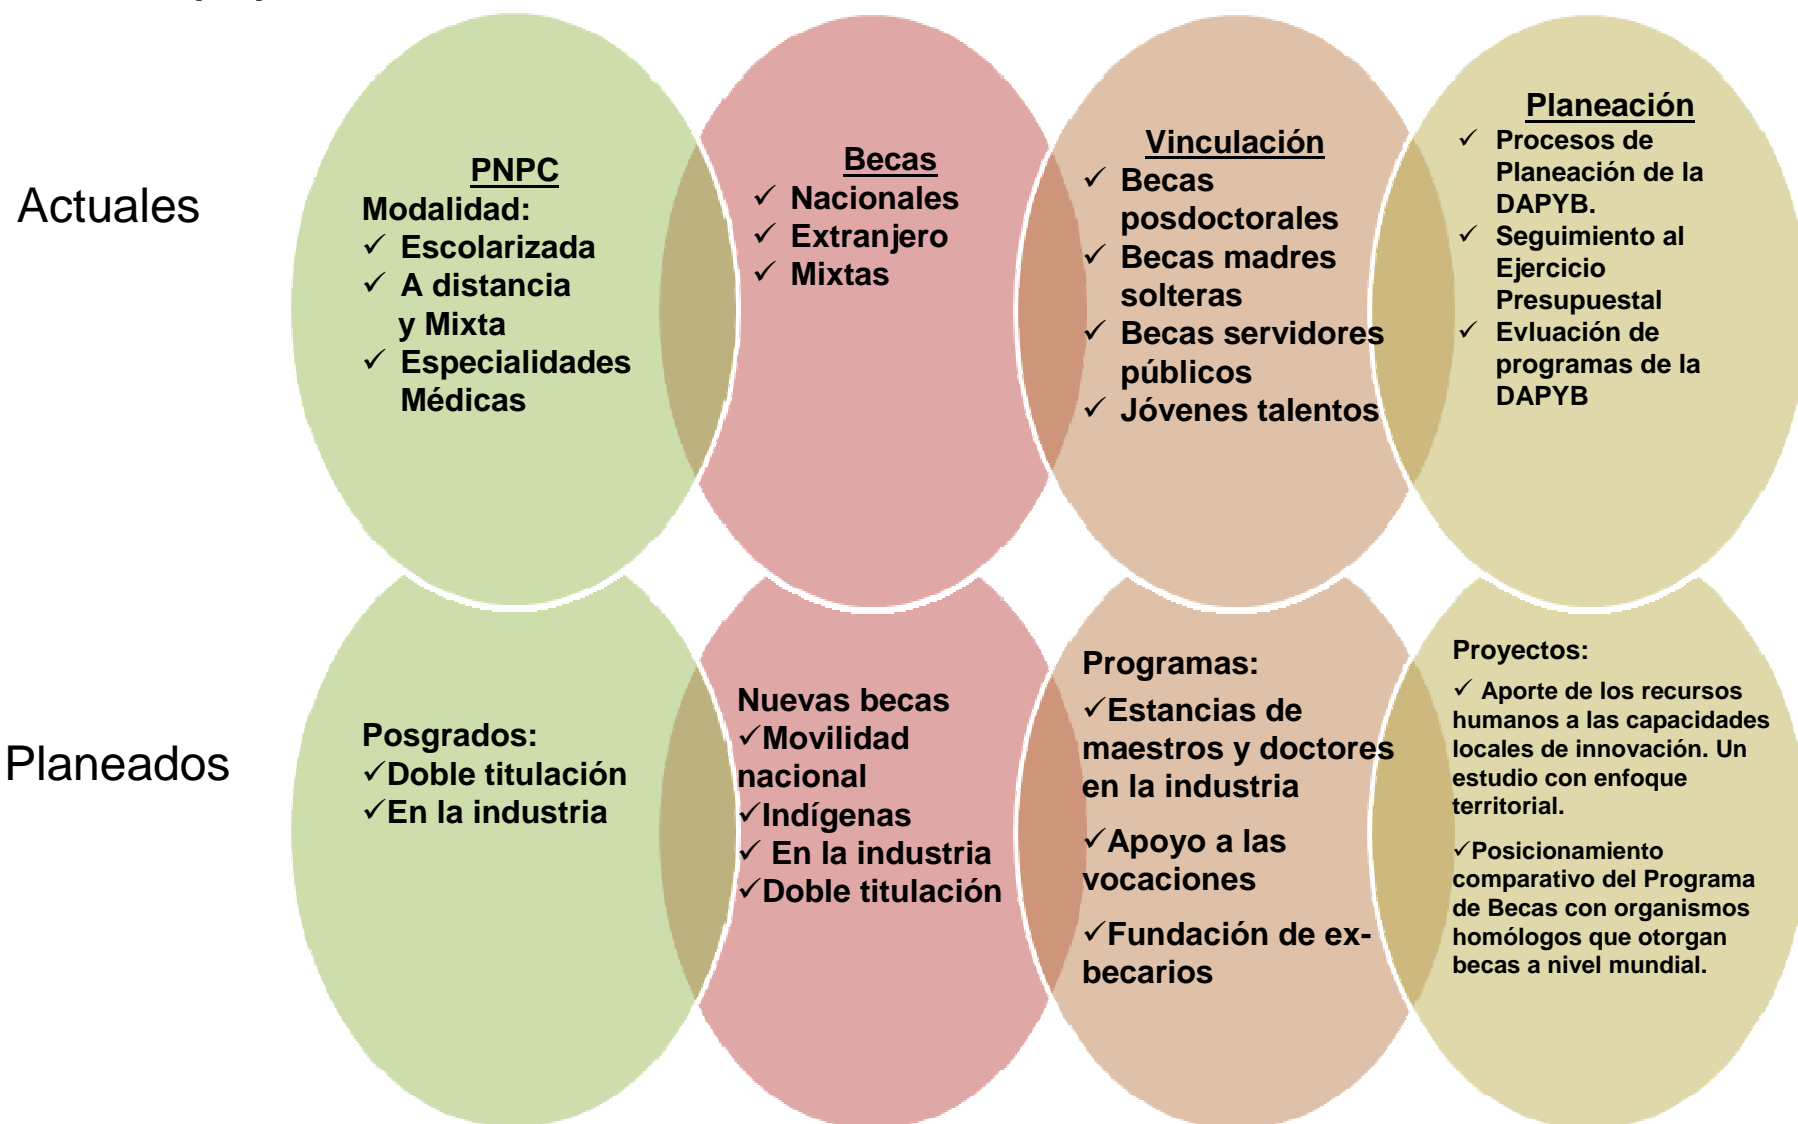 Actuales
PNPC
Modalidad:
✓ Escolarizada
✓ A distancia
y Mixta
✓ Especialidades
Médicas
Becas
✓ Nacionales
✓ Extranjero
✓ Mixtas
Vinculación
✓ Becas
posdoctorales
✓ Becas madres
solteras
✓ Becas servidores
públicos
✓ Jóvenes talentos
Planeación
✓ Procesos de
Planeación de la
DAPYB.
✓ Seguimiento al
Ejercicio
Presupuestal
✓ Evluación de
programas de la
DAPYB
Planeados
Posgrados:
✓Doble titulación
✓En la industria
Nuevas becas
✓Movilidad
nacional
✓Indígenas
✓ En la industria
✓Doble titulación
Programas:
✓Estancias de
maestros y doctores
en la industria
✓Apoyo a las
vocaciones
✓Fundación de ex-
becarios
Proyectos:
✓ Aporte de los recursos
humanos a las capacidades
locales de innovación. Un
estudio con enfoque
territorial.
✓Posicionamiento
comparativo del Programa
de Becas con organismos
homólogos que otorgan
becas a nivel mundial.